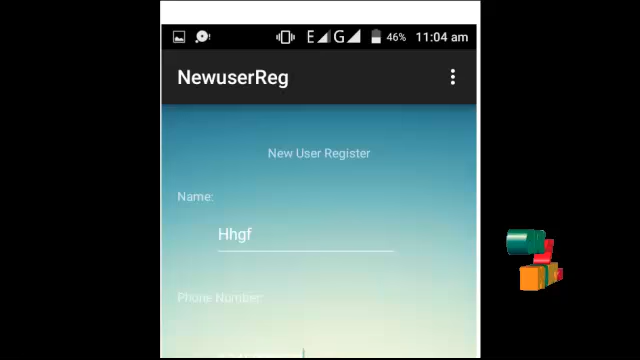 E G 46% 11:04 am
NewuserReg
New User Register
Name:
Hhgf
Phone Number: